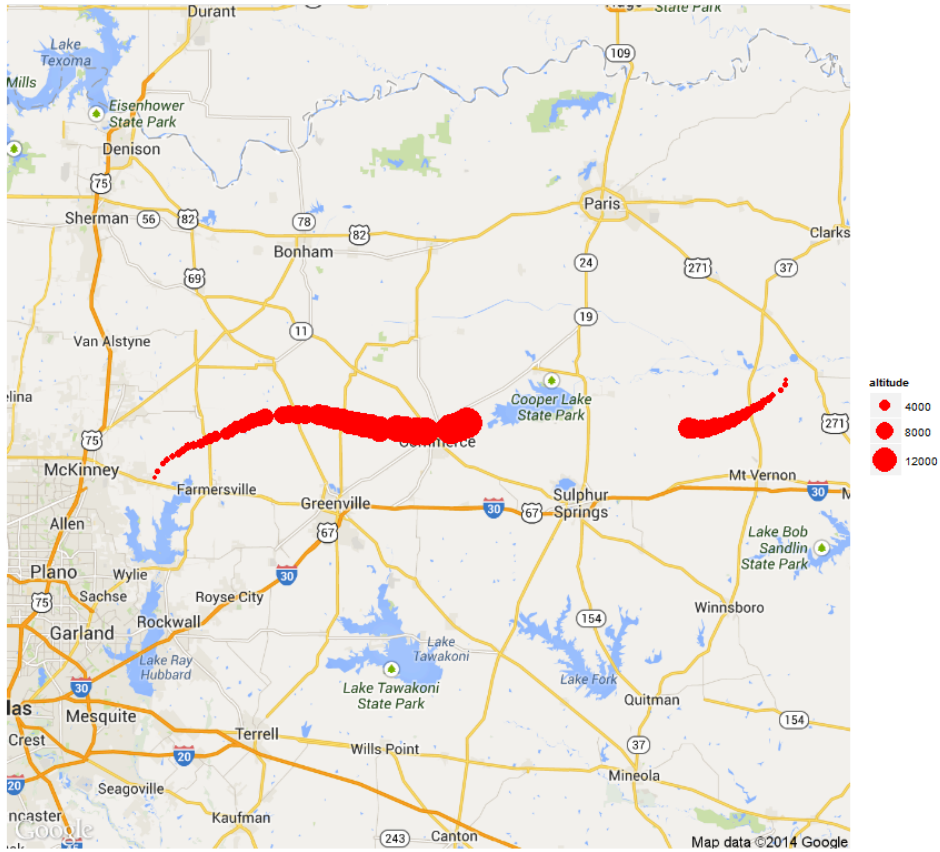 State Park
Durant
Lake
Texoma
109
Mills
Eisenhower
State Park
Denison
75
Paris
Sherman
56
82
78
82
Clarks
Bonham
24
271
37
69
11
19
Van Alstyne
altitude
elina
4000
Cooper Lake
State Park
271
8000
75
Commerce
12000
McKinney
Mt Vernon
Farmersville
30
Greenville
30
67
Sulphur
Springs
Allen
67
Lake Bob
Sandlin
State Park
Plano
Wylie
30
75
Sachse
Royse City
Winnsboro
Rockwall
154
Garland
Lake
Tawakoni
Lake Ray
Hubbard
Lake Fork
30
Lake Tawakoni
State Park
Quitman
las
Mesquite
154
Terrell
Crest
Wills Point
37
20
20
Mineola
Seagoville
ncaster
Kaufman
Google
243
Canton
Map data ©2014 Google